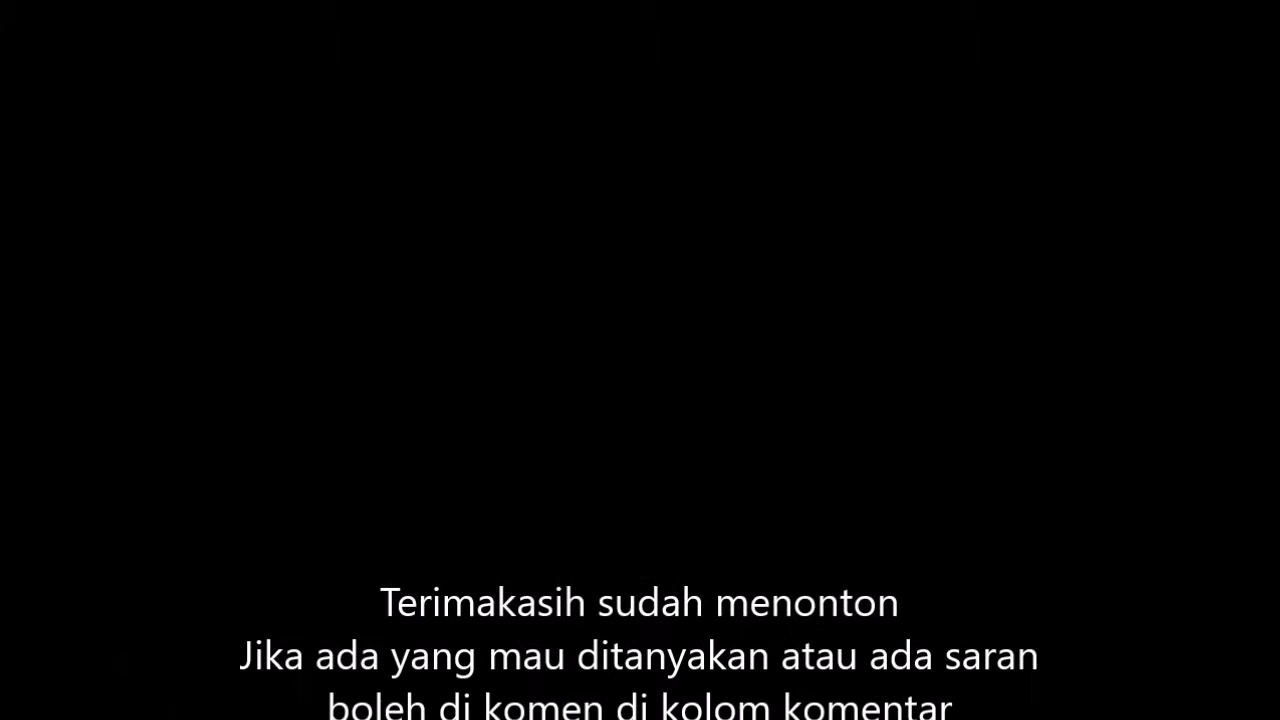 Terimakasih sudah menonton
Jika ada yang mau ditanyakan atau ada saran
boleh di komen di kolom komentar